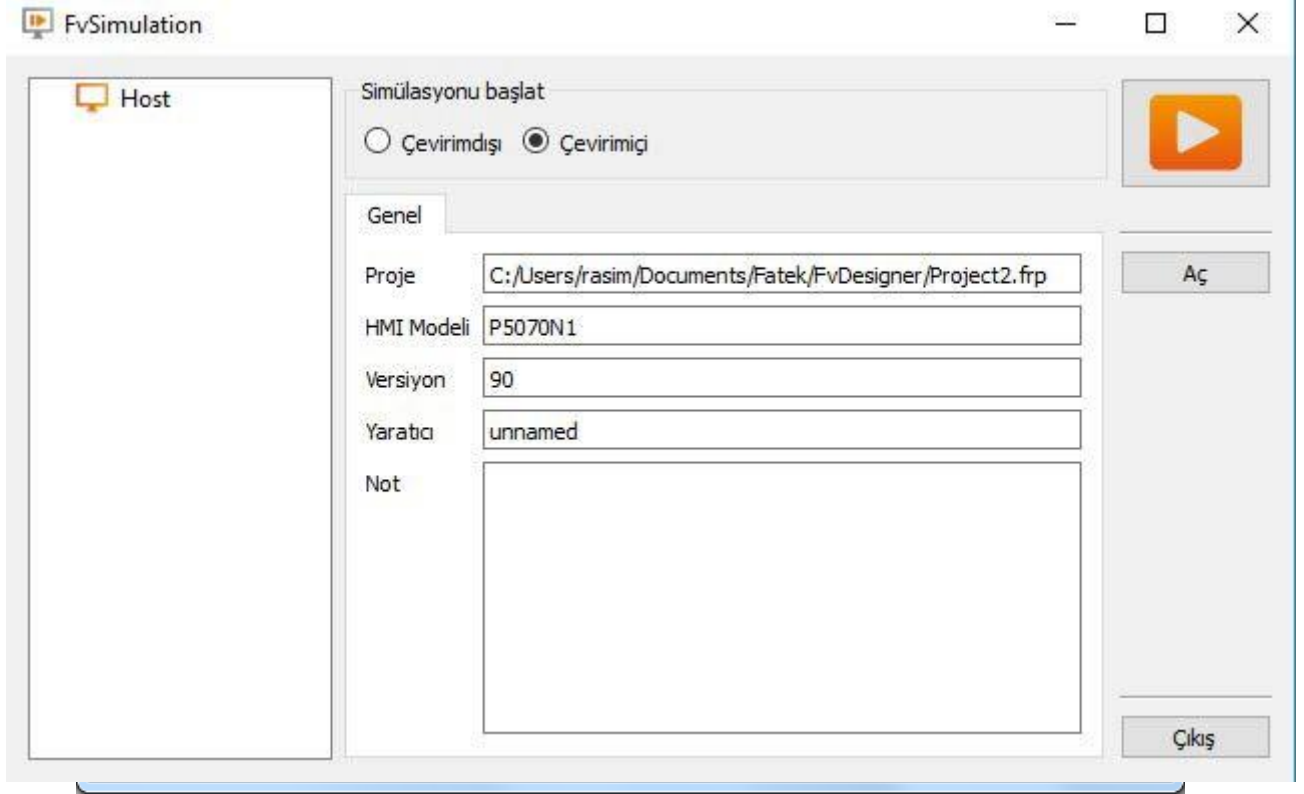 FvSimulation
Host
Simülasyonu başlat
Çevirimdışı Çevirimiçi
Genel
Proje C:/Users/rasim/Documents/Fatek/FvDesigner/Project2.frp
Aç
HMI Modeli P5070N1
Versiyon 90
Yaratıcı unnamed
Not
Çıkış